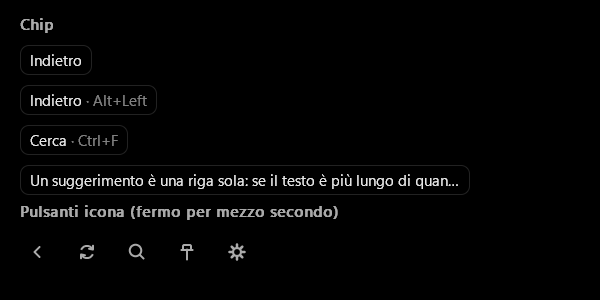 Chip
Indietro
Indietro · Alt+Left
Cerca · Ctrl+F
Un suggerimento è una riga sola: se il testo è più lungo di quan...
Pulsanti icona (fermo per mezzo secondo)